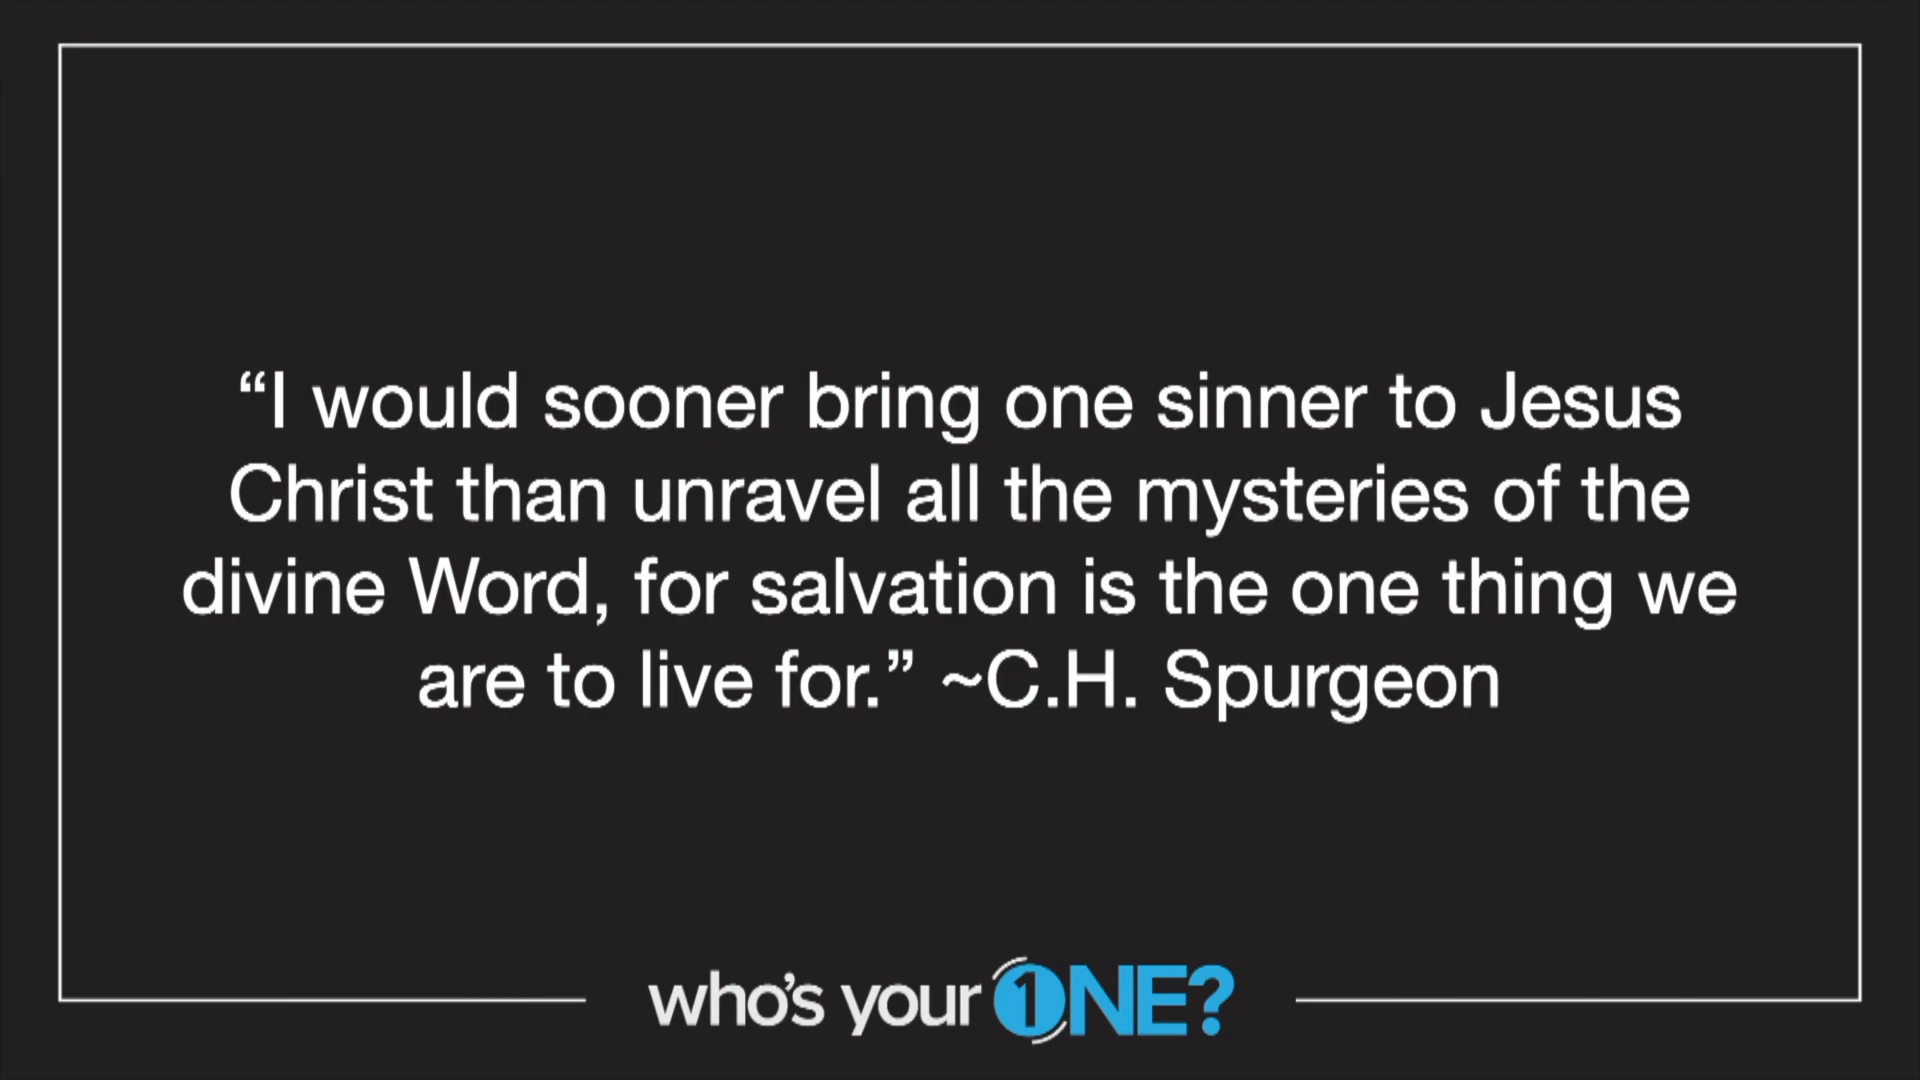 “I would sooner bring one sinner to Jesus
Christ than unravel all the mysteries of the
divine Word, for salvation is the one thing we
are to live for.” ~C.H. Spurgeon
who's your 1NE?